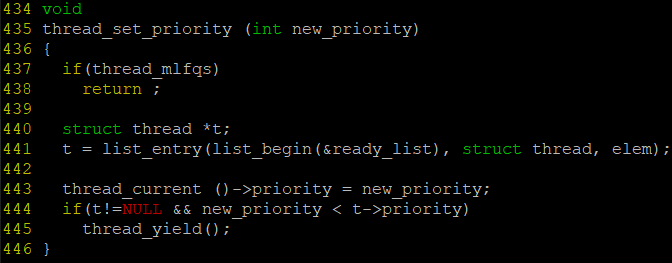 434 void
435 thread_set_priority (int new_priority)
436 {
437   if(thread_mlfqs)
438     return ;
439
440   struct thread *t;
441   t = list_entry(list_begin(&ready_list), struct thread, elem);
442
443   thread_current ()->priority = new_priority;
444   if(t!=NULL && new_priority < t->priority)
445     thread_yield();
446 }